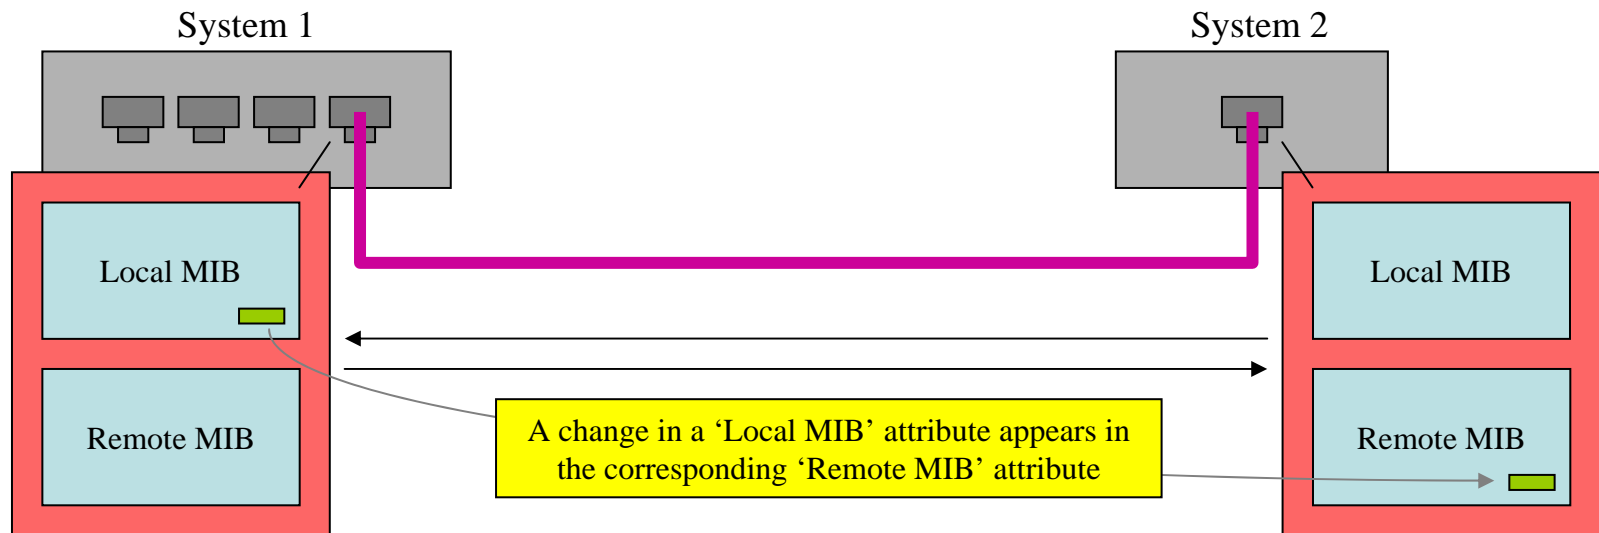 System 1
System 2
Local MIB
Local MIB
Remote MIB
Remote MIB
A change in a ‘Local MIB’ attribute appears in
the corresponding ‘Remote MIB’ attribute